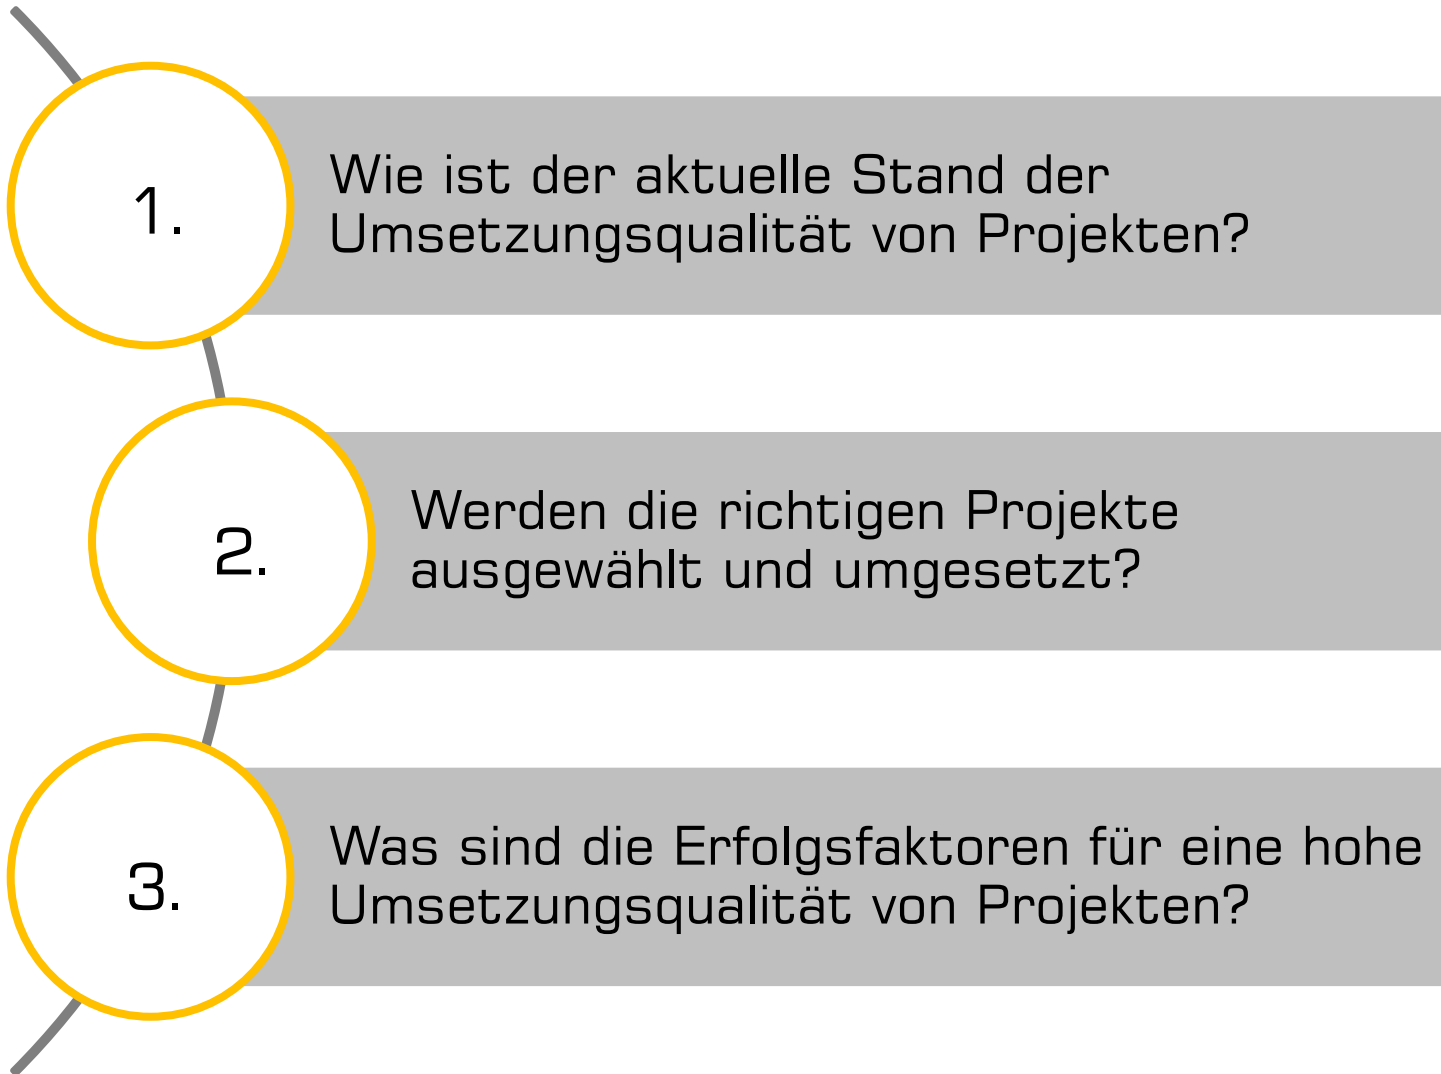 1.
Wie ist der aktuelle Stand der
Umsetzungsqualität von Projekten?
2.
Werden die richtigen Projekte
ausgewählt und umgesetzt?
3.
Was sind die Erfolgsfaktoren für eine hohe
Umsetzungsqualität von Projekten?